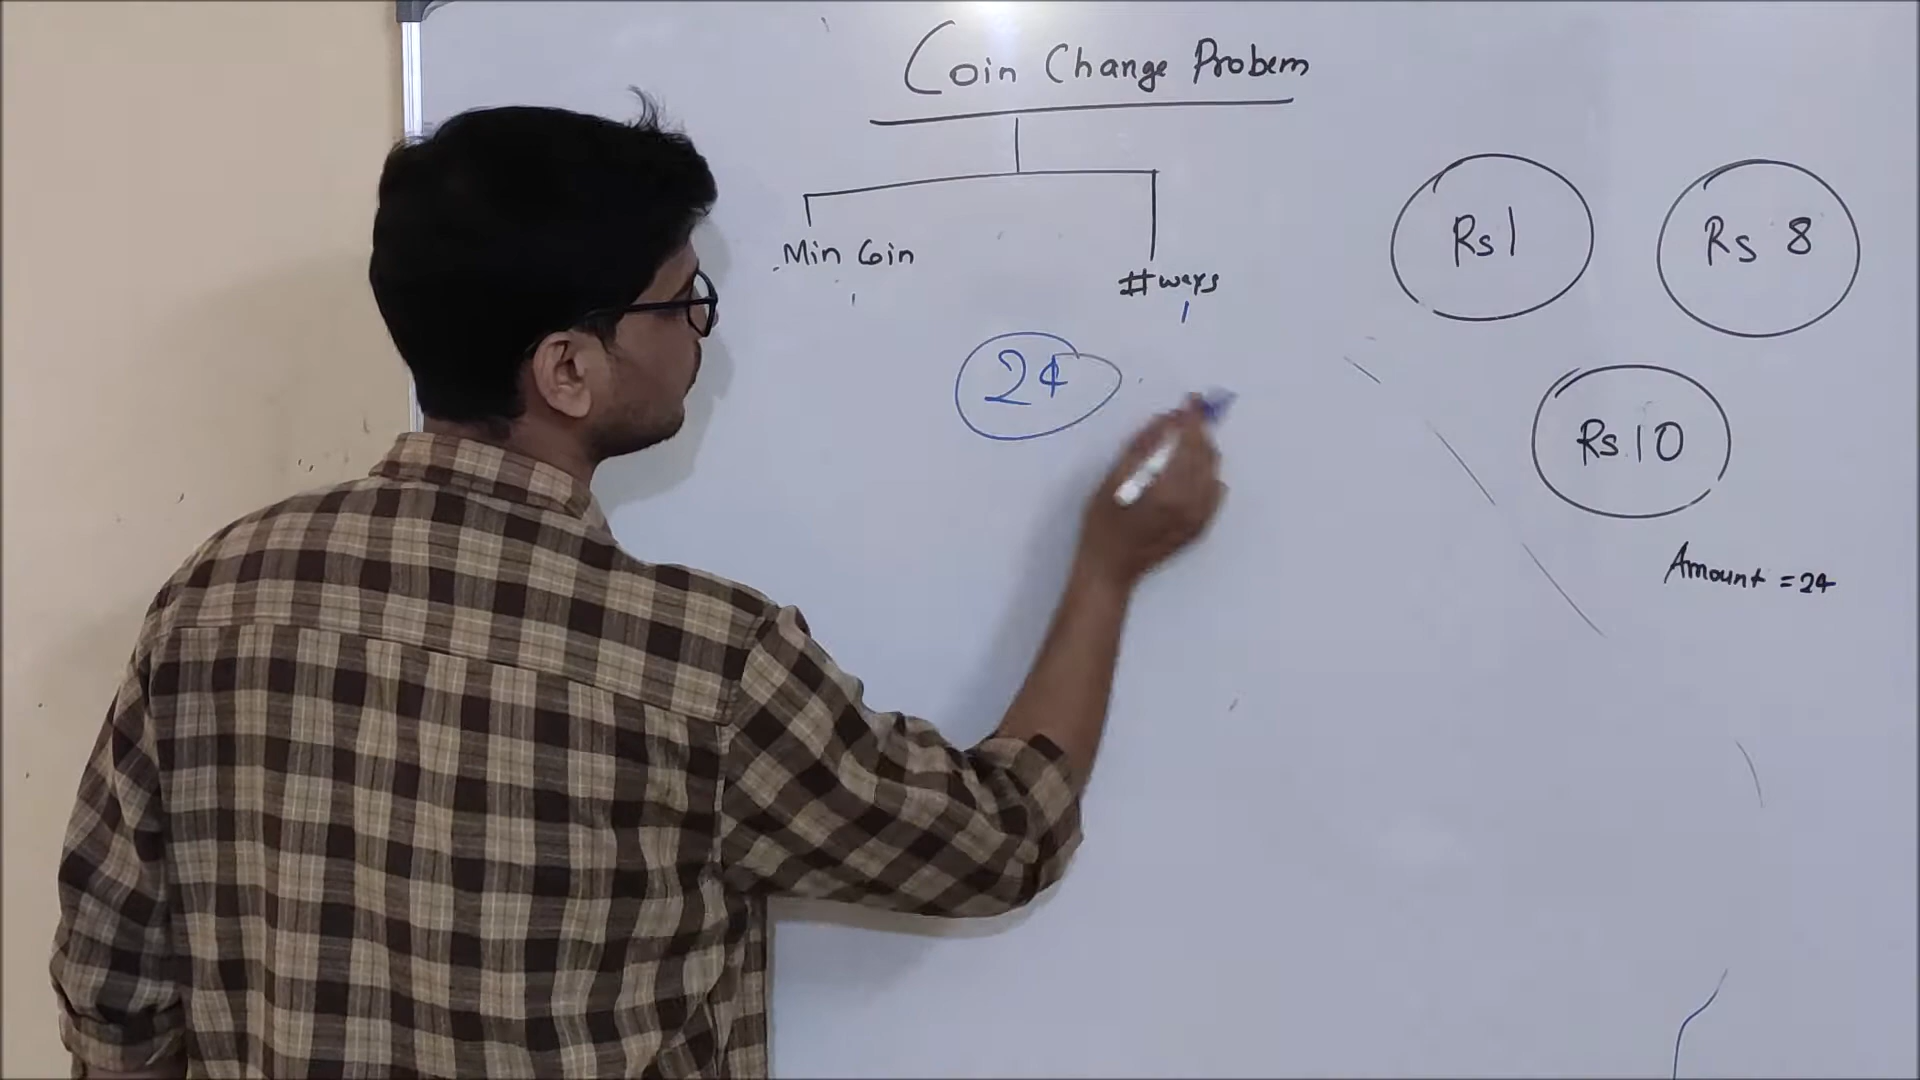 Coin Change Probem
Min Coin
#ways
24
Rs 1
Rs 8
Rs.10
Amount = 24